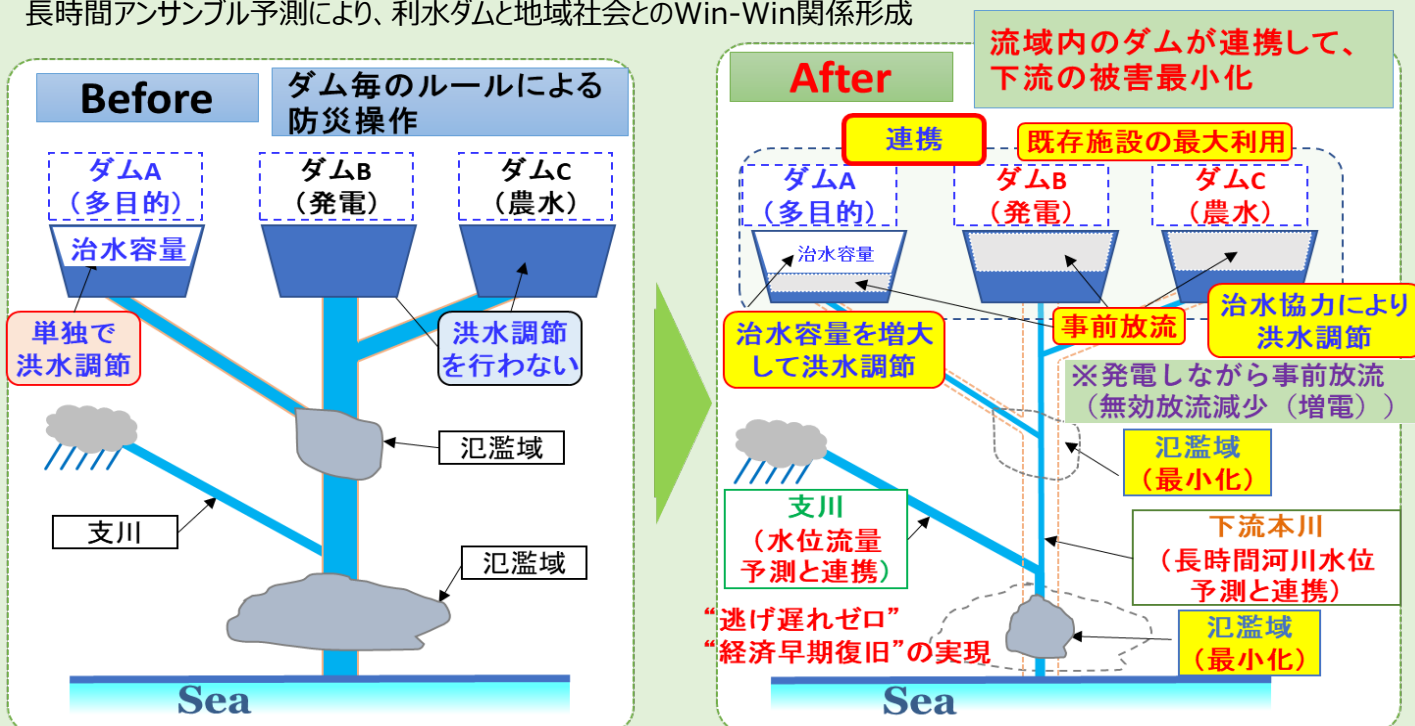 長時間アンサンブル予測により、利水ダムと地域社会とのWin-Win関係形成
Before
ダム毎のルールによる
防災操作
ダムA
（多目的）
ダムB
（発電）
ダムC
（農水）
治水容量
単独で
洪水調節
洪水調節
を行わない
氾濫域
支川
氾濫域
Sea
After
流域内のダムが連携して、
下流の被害最小化
連携
既存施設の最大利用
ダムA
（多目的）
ダムB
（発電）
ダムC
（農水）
治水容量
治水容量を増大
して洪水調節
事前放流
治水協力により
洪水調節
※発電しながら事前放流
（無効放流減少（増電））
氾濫域
（最小化）
支川
（水位流量
予測と連携）
下流本川
（長時間河川水位
予測と連携）
“逃げ遅れゼロ”
“経済早期復旧”の実現
氾濫域
（最小化）
Sea